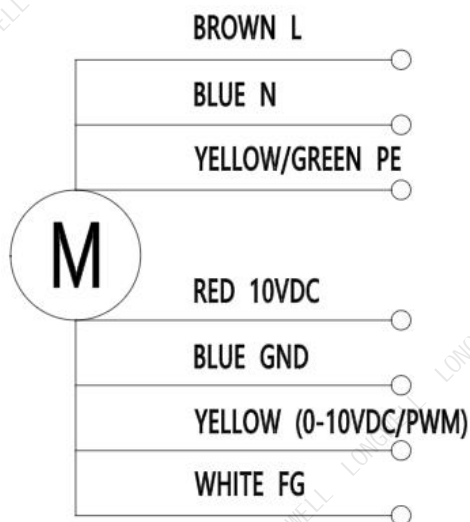 BROWN L
BLUE N
YELLOW/GREEN PE
M
RED 10VDC
BLUE GND
YELLOW (0-10VDC/PWM)
WHITE FG